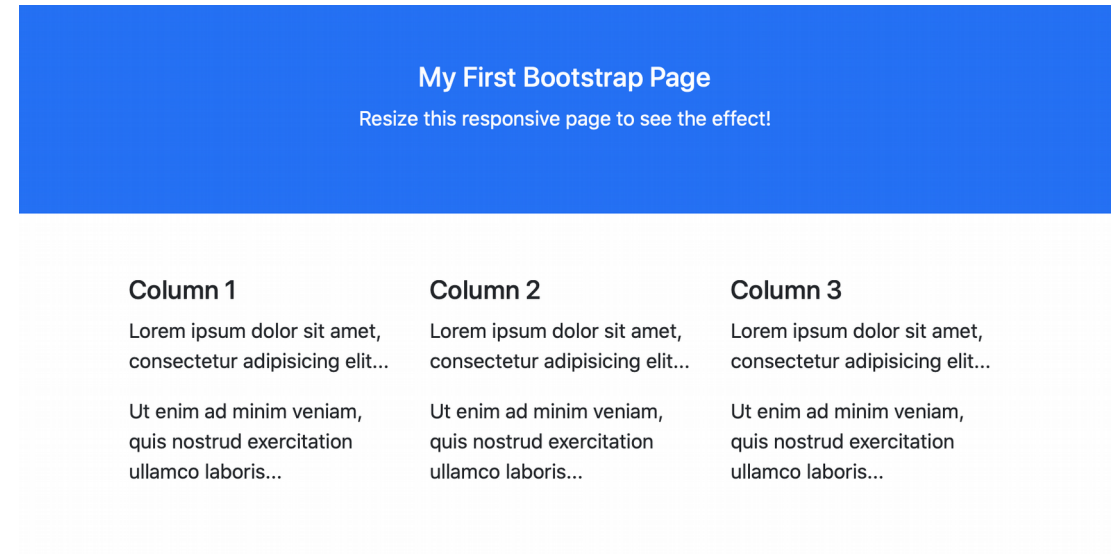 My First Bootstrap Page
Resize this responsive page to see the effect!
Column 1
Lorem ipsum dolor sit amet,
consectetur adipisicing elit...
Ut enim ad minim veniam,
quis nostrud exercitation
ullamco laboris...
Column 2
Lorem ipsum dolor sit amet,
consectetur adipisicing elit...
Ut enim ad minim veniam,
quis nostrud exercitation
ullamco laboris...
Column 3
Lorem ipsum dolor sit amet,
consectetur adipisicing elit...
Ut enim ad minim veniam,
quis nostrud exercitation
ullamco laboris...